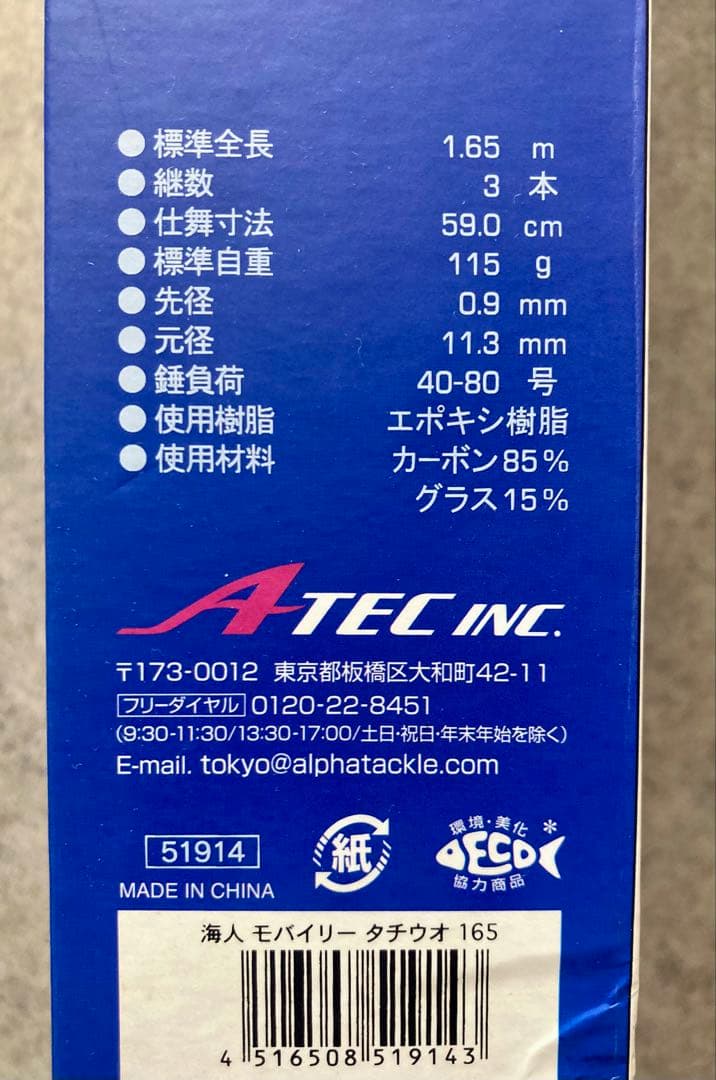 ●標準全長 1.65 m
●継数 3 本
●仕舞寸法 59.0 cm
●標準自重 115 g
●先径 0.9 mm
●元径 11.3 mm
●錘負荷 40-80 号
●使用樹脂 エポキシ樹脂
●使用材料 カーボン85%
グラス15%
A-TEC INC.
〒173-0012 東京都板橋区大和町42-11
フリーダイヤル 0120-22-8451
(9:30-11:30/13:30-17:00/土日・祝日・年末年始を除く)
E-mail. tokyo@alphatackle.com
環境・美化
51914 紙 ECO *
協力商品
MADE IN CHINA
海人 モバイリー タチウオ 165
4 516508 519143